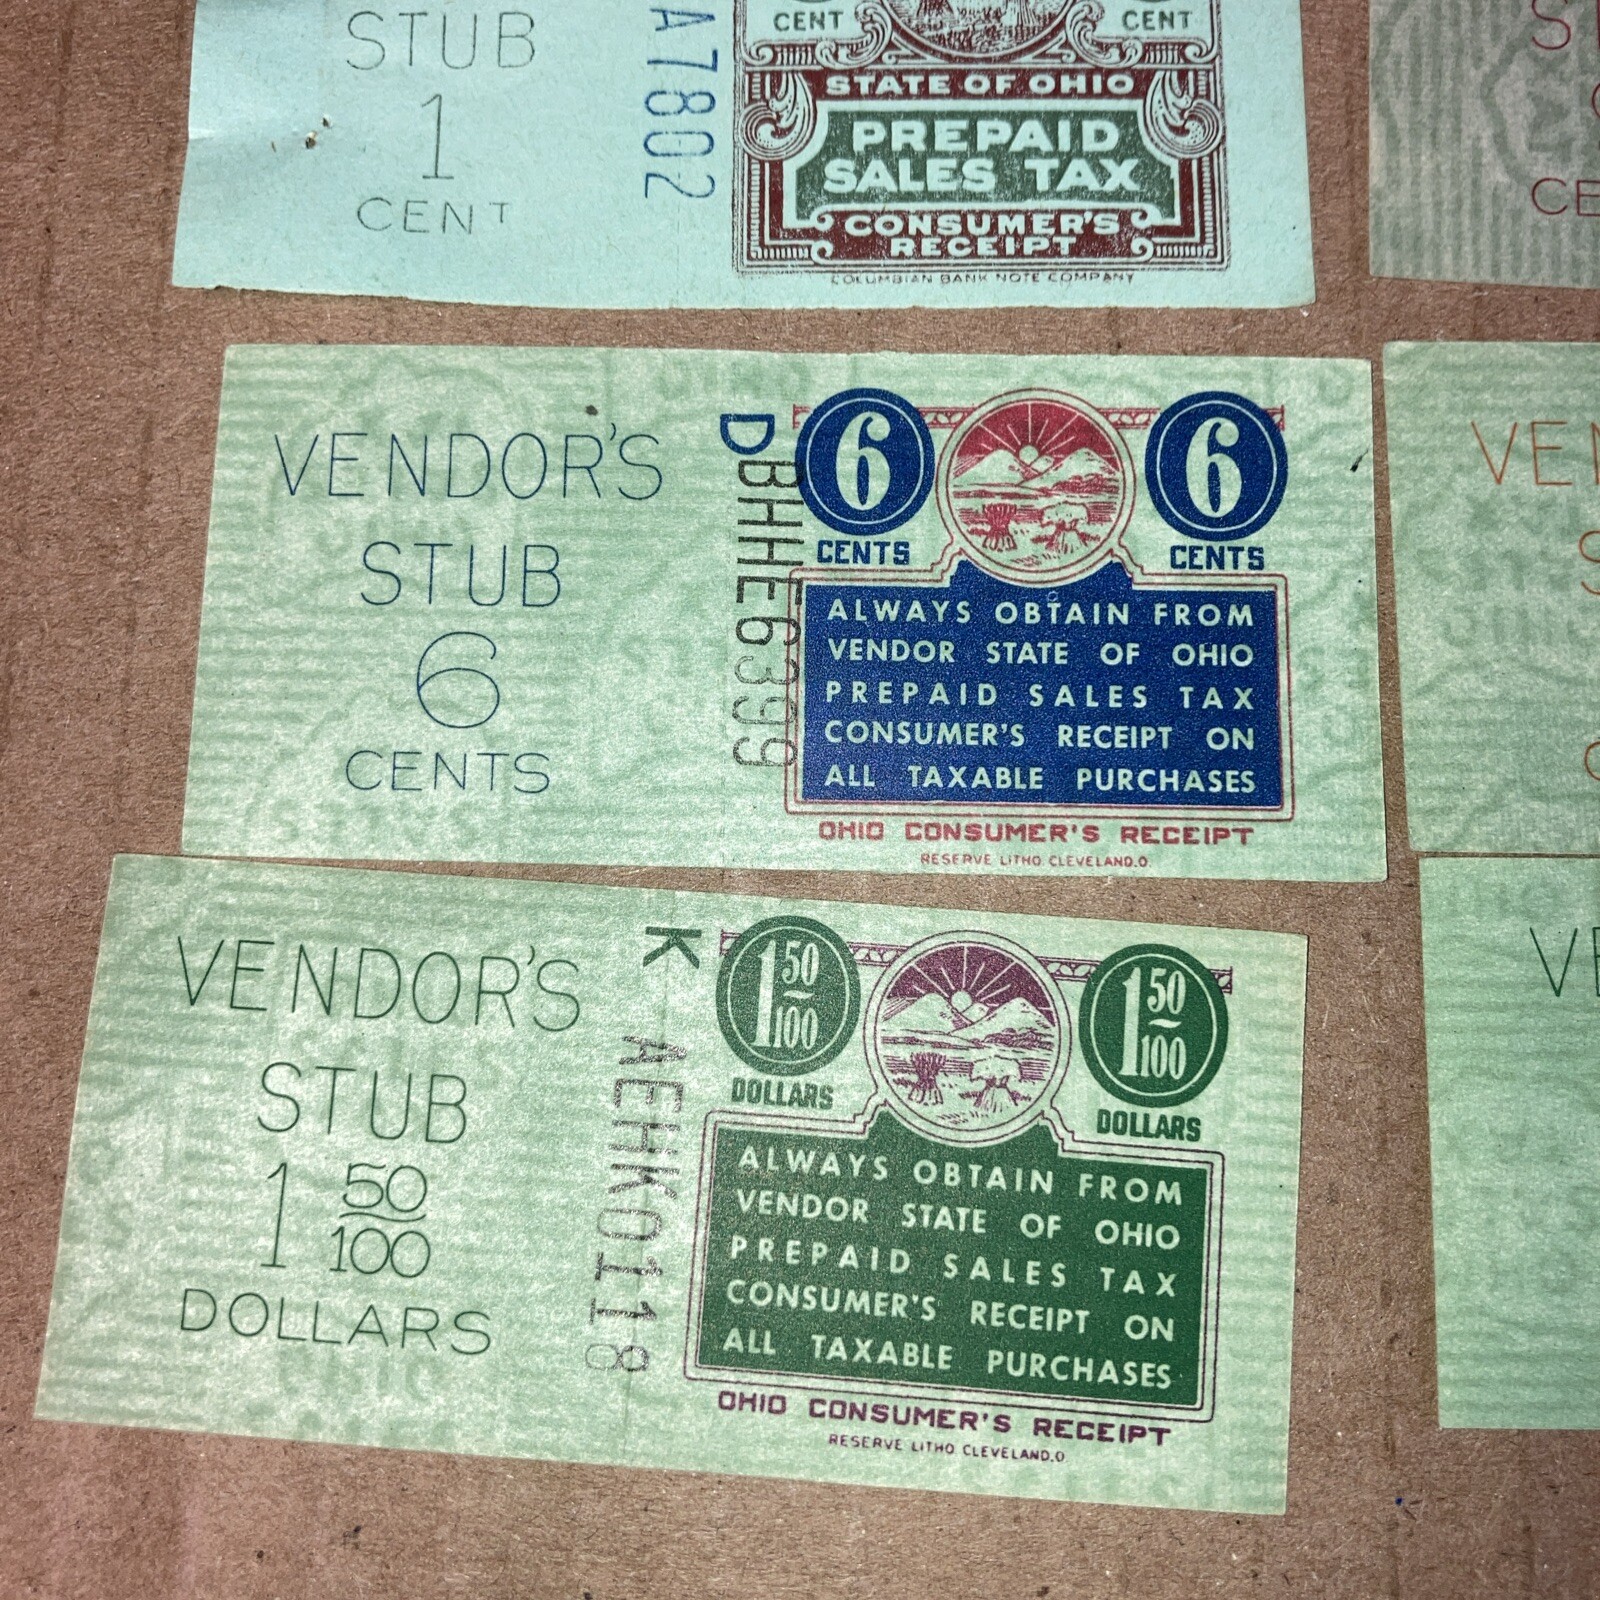 STUB
1
CENT
A7802
CENT
CENT
STATE OF OHIO
PREPAID
SALES TAX
CONSUMER'S
RECEIPT
COLUMBIAN BANK NOTE COMPANY
VENDOR'S
STUB
6
CENTS
D
BHHE6399
6
CENTS
6
CENTS
ALWAYS OBTAIN FROM
VENDOR STATE OF OHIO
PREPAID SALES TAX
CONSUMER'S RECEIPT ON
ALL TAXABLE PURCHASES
OHIO CONSUMER'S RECEIPT
RESERVE LITHO. CLEVELAND.O.
VENDOR'S
STUB
1 50/100
DOLLARS
K
AEHK0118
1 50/100
DOLLARS
1 50/100
DOLLARS
ALWAYS OBTAIN FROM
VENDOR STATE OF OHIO
PREPAID SALES TAX
CONSUMER'S RECEIPT ON
ALL TAXABLE PURCHASES
OHIO CONSUMER'S RECEIPT
RESERVE LITHO CLEVELAND.O